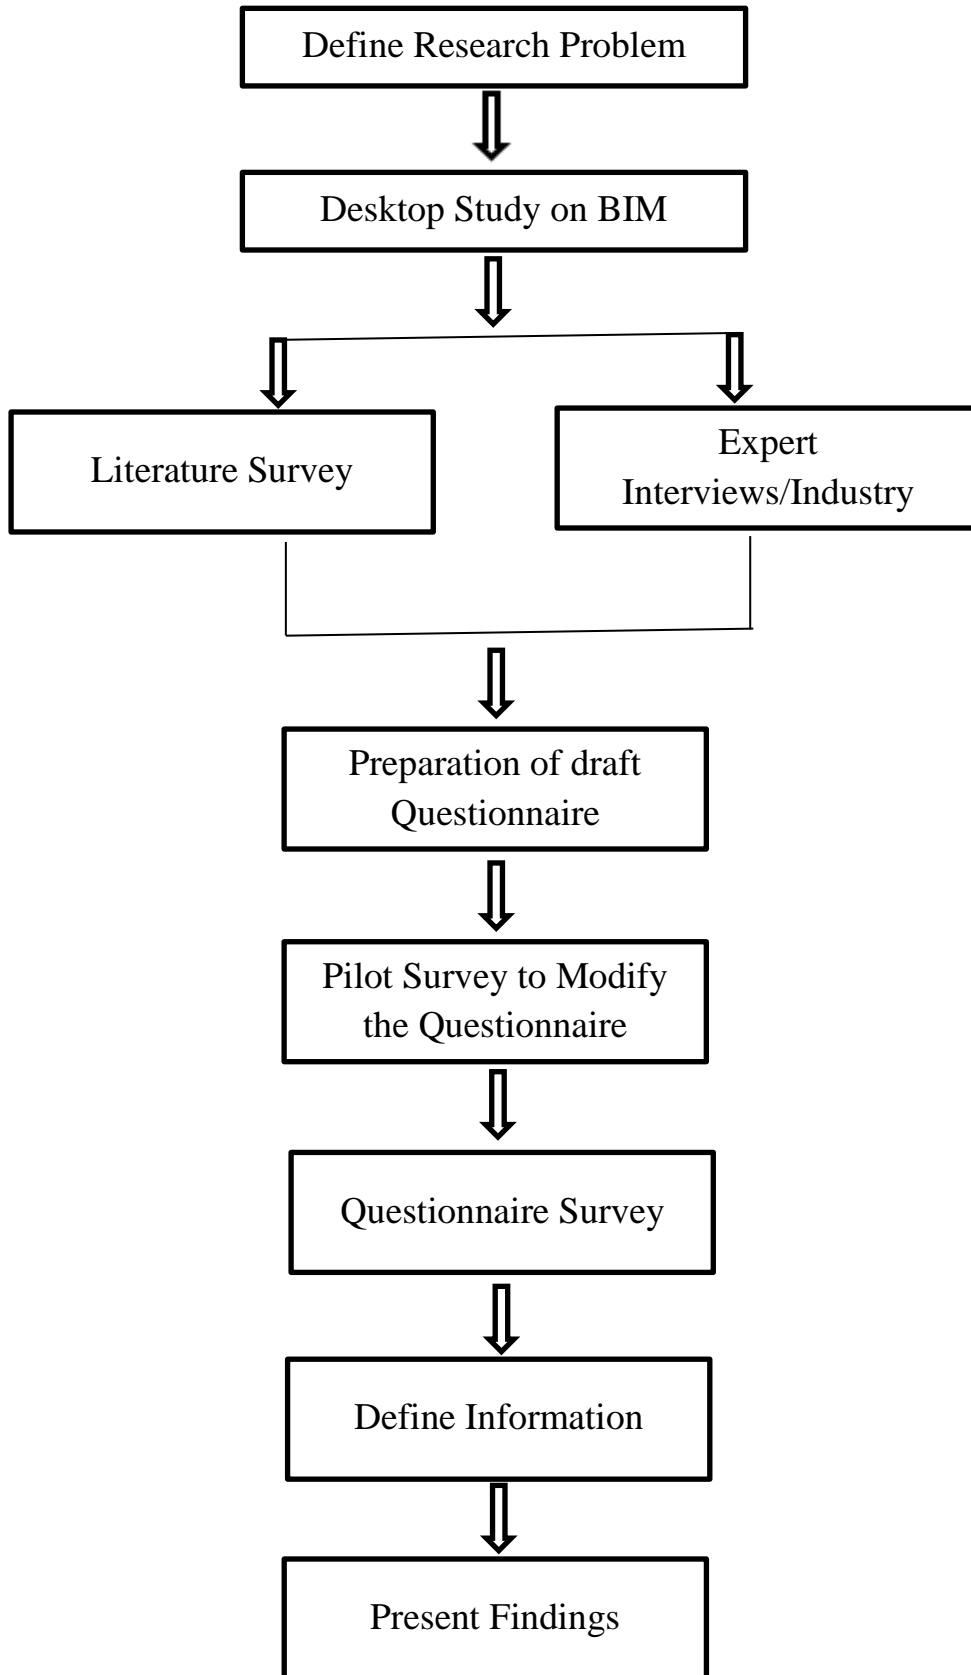 Define Research Problem
Desktop Study on BIM
Literature Survey
Expert
Interviews/Industry
Preparation of draft
Questionnaire
Pilot Survey to Modify
the Questionnaire
Questionnaire Survey
Define Information
Present Findings